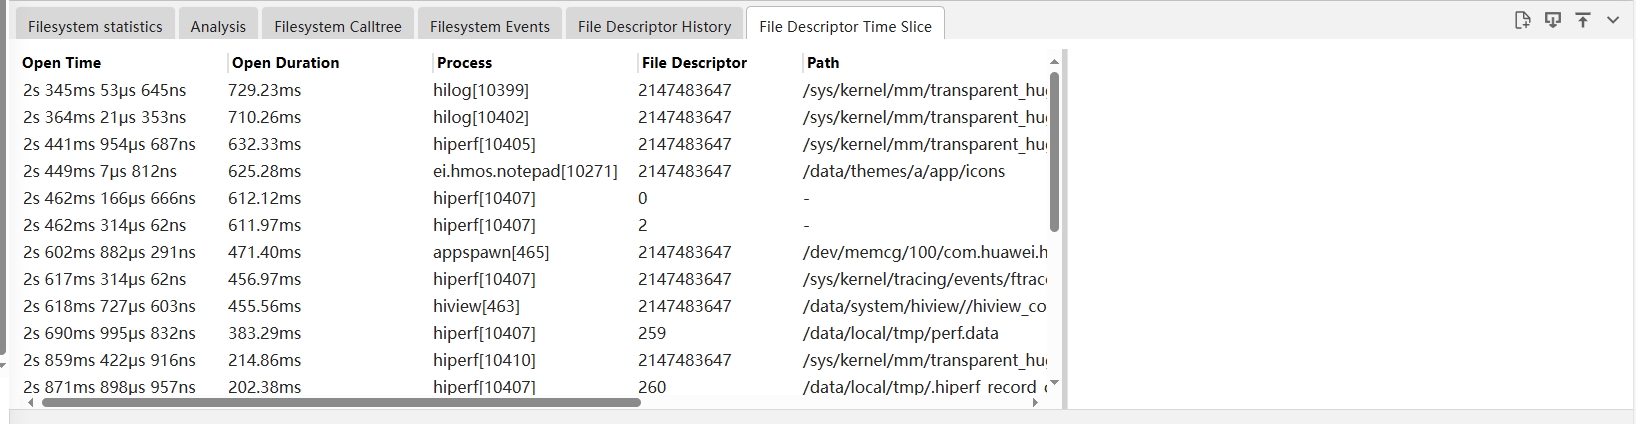 Filesystem statistics Analysis Filesystem Calltree Filesystem Events File Descriptor History File Descriptor Time Slice
Open Time Open Duration Process File Descriptor Path
2s 345ms 53μs 645ns 729.23ms hilog[10399] 2147483647 /sys/kernel/mm/transparent_hug
2s 364ms 21μs 353ns 710.26ms hilog[10402] 2147483647 /sys/kernel/mm/transparent_hug
2s 441ms 954μs 687ns 632.33ms hiperf[10405] 2147483647 /sys/kernel/mm/transparent_hug
2s 449ms 7μs 812ns 625.28ms ei.hmos.notepad[10271] 2147483647 /data/themes/a/app/icons
2s 462ms 166μs 666ns 612.12ms hiperf[10407] 0 -
2s 462ms 314μs 62ns 611.97ms hiperf[10407] 2 -
2s 602ms 882μs 291ns 471.40ms appspawn[465] 2147483647 /dev/memcg/100/com.huawei.h
2s 617ms 314μs 62ns 456.97ms hiperf[10407] 2147483647 /sys/kernel/tracing/events/ftrace
2s 618ms 727μs 603ns 455.56ms hiview[463] 2147483647 /data/system/hiview//hiview_co
2s 690ms 995μs 832ns 383.29ms hiperf[10407] 259 /data/local/tmp/perf.data
2s 859ms 422μs 916ns 214.86ms hiperf[10410] 2147483647 /sys/kernel/mm/transparent_hug
2s 871ms 898μs 957ns 202.38ms hiperf[10407] 260 /data/local/tmp/.hiperf_record_c